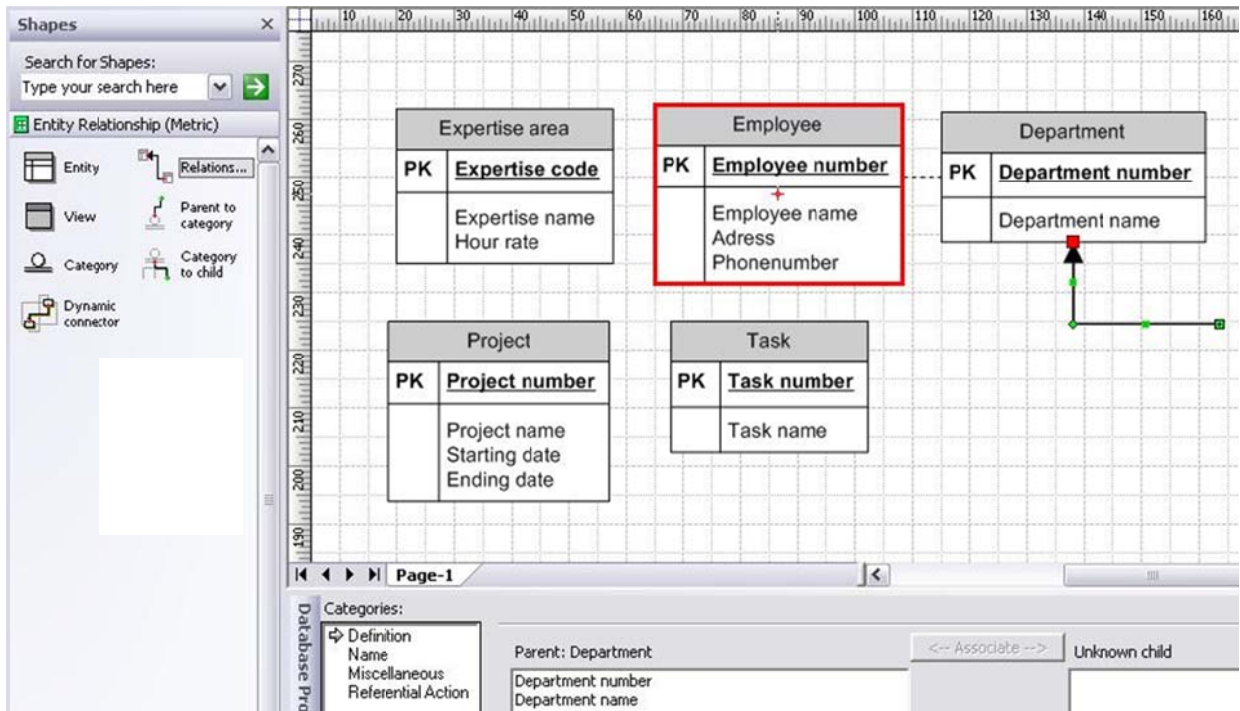 Shapes ×
Search for Shapes:
Type your search here
Entity Relationship (Metric)
Entity
Relations...
View
Parent to
category
Category
Category
to child
Dynamic
connector
10 20 30 40 50 60 70 80 90 100 110 120 130 140 150 160
270
260
250
240
230
220
210
200
190
Expertise area
PK Expertise code
Expertise name
Hour rate
Employee
PK Employee number
Employee name
Adress
Phonenumber
Department
PK Department number
Department name
Project
PK Project number
Project name
Starting date
Ending date
Task
PK Task number
Task name
Page-1
Database Pro
Categories:
Definition
Name
Miscellaneous
Referential Action
Parent: Department
Department number
Department name
<-- Associate -->
Unknown child